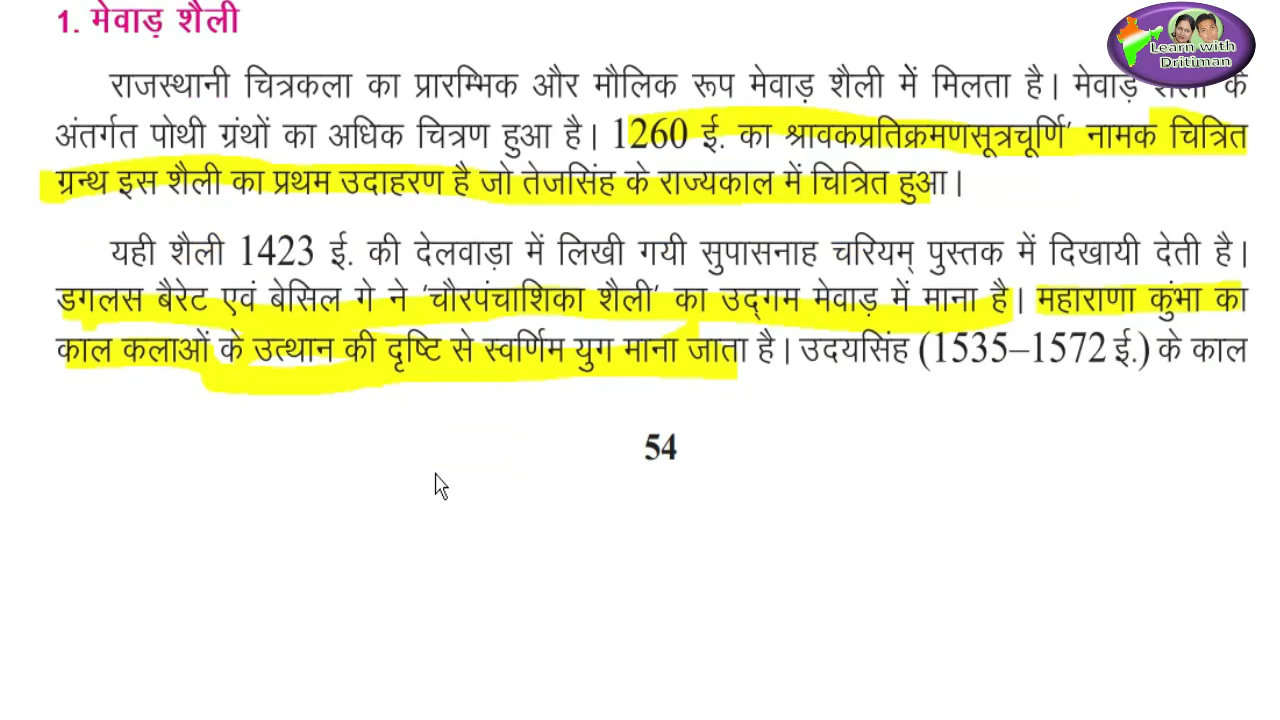 1. मेवाड़ शैली
Learn with
Dritiman
राजस्थानी चित्रकला का प्रारम्भिक और मौलिक रूप मेवाड़ शैली में मिलता है। मेवाड़ शैली के
अंतर्गत पोथी ग्रंथों का अधिक चित्रण हुआ है। 1260 ई. का श्रावकप्रतिक्रमणसूत्रचूर्णि' नामक चित्रित
ग्रन्थ इस शैली का प्रथम उदाहरण है जो तेजसिंह के राज्यकाल में चित्रित हुआ।
यही शैली 1423 ई. की देलवाड़ा में लिखी गयी सुपासनाह चरियम् पुस्तक में दिखायी देती है।
डगलस बैरेट एवं बेसिल गे ने 'चौरपंचाशिका शैली' का उद्गम मेवाड़ में माना है। महाराणा कुंभा का
काल कलाओं के उत्थान की दृष्टि से स्वर्णिम युग माना जाता है। उदयसिंह (1535–1572 ई.) के काल
54